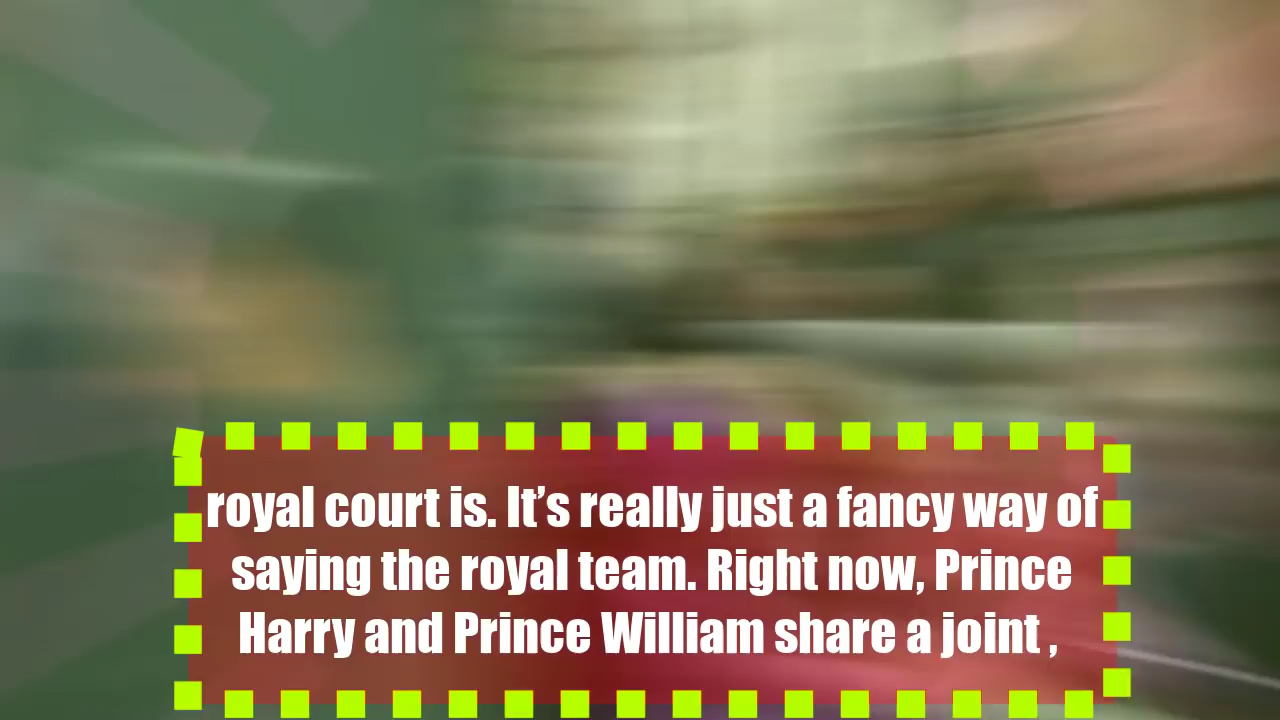 royal court is. It’s really just a fancy way of
saying the royal team. Right now, Prince
Harry and Prince William share a joint ,